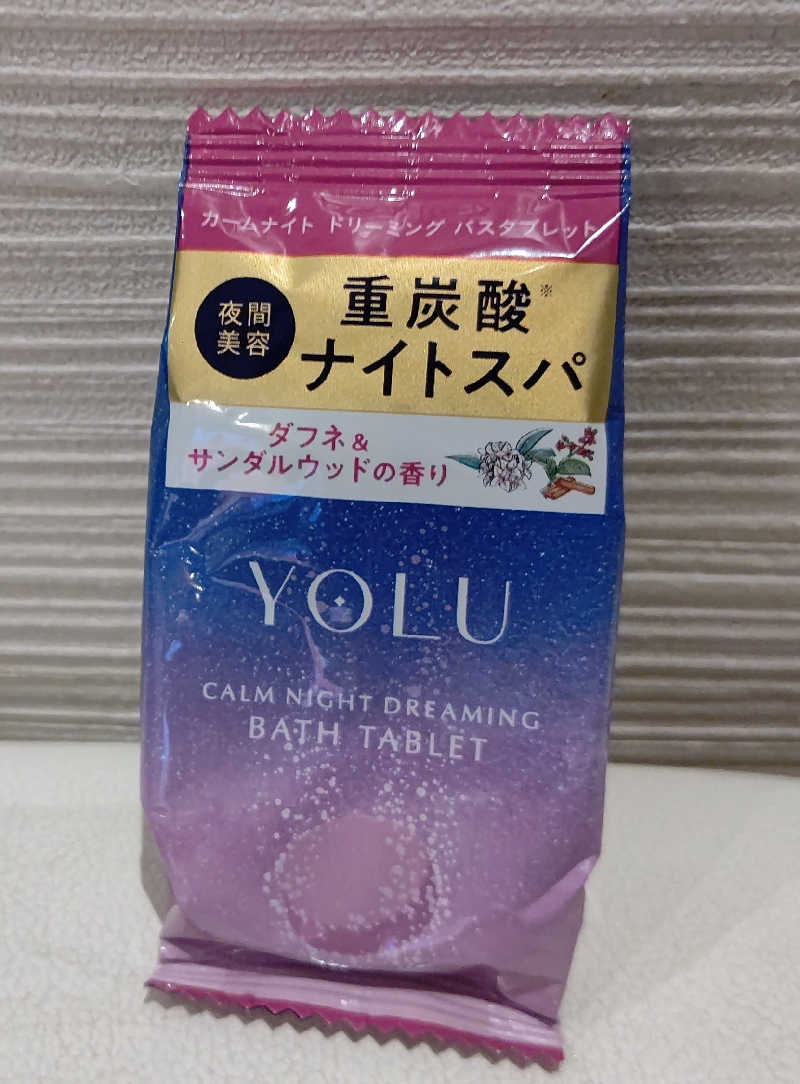 カームナイト ドリーミング バスタブレット
夜間
美容
重炭酸※
ナイトスパ
ダフネ&
サンダルウッドの香り
YOLU
CALM NIGHT DREAMING
BATH TABLET